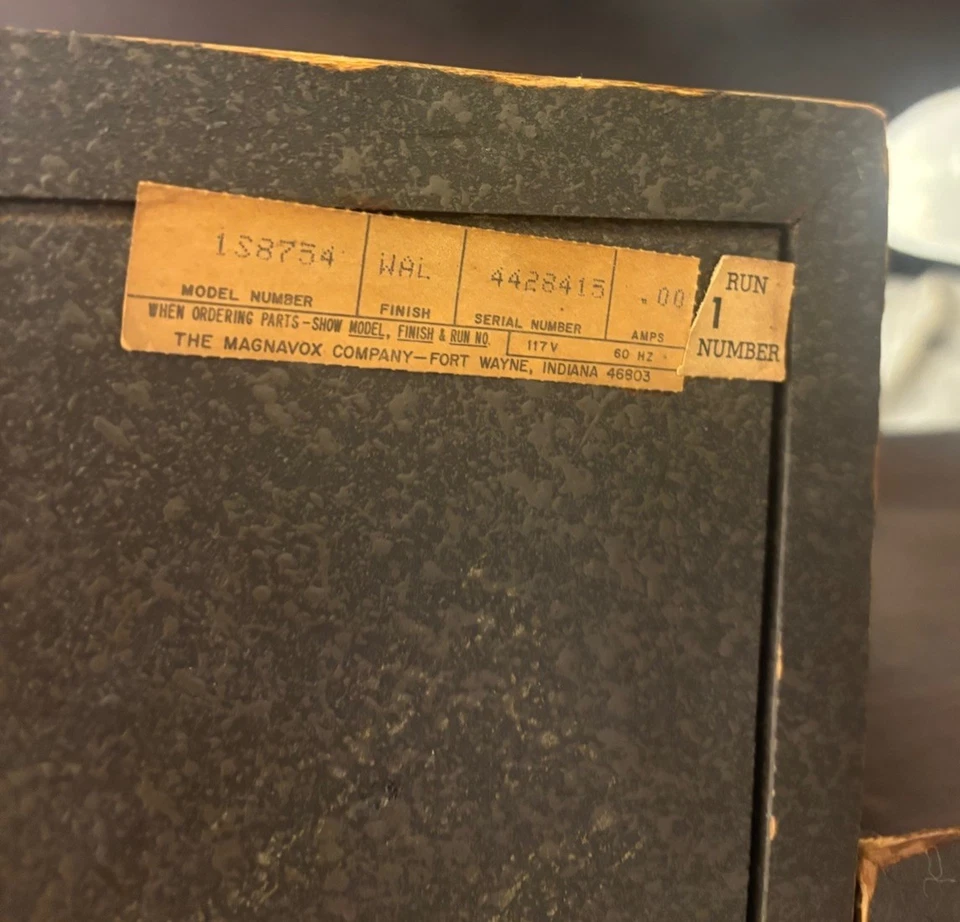 1S8754 WAL 4428415 .00
MODEL NUMBER FINISH SERIAL NUMBER AMPS
WHEN ORDERING PARTS-SHOW MODEL, FINISH & RUN NO. 117V 60 HZ
THE MAGNAVOX COMPANY—FORT WAYNE, INDIANA 46803
RUN
1
NUMBER